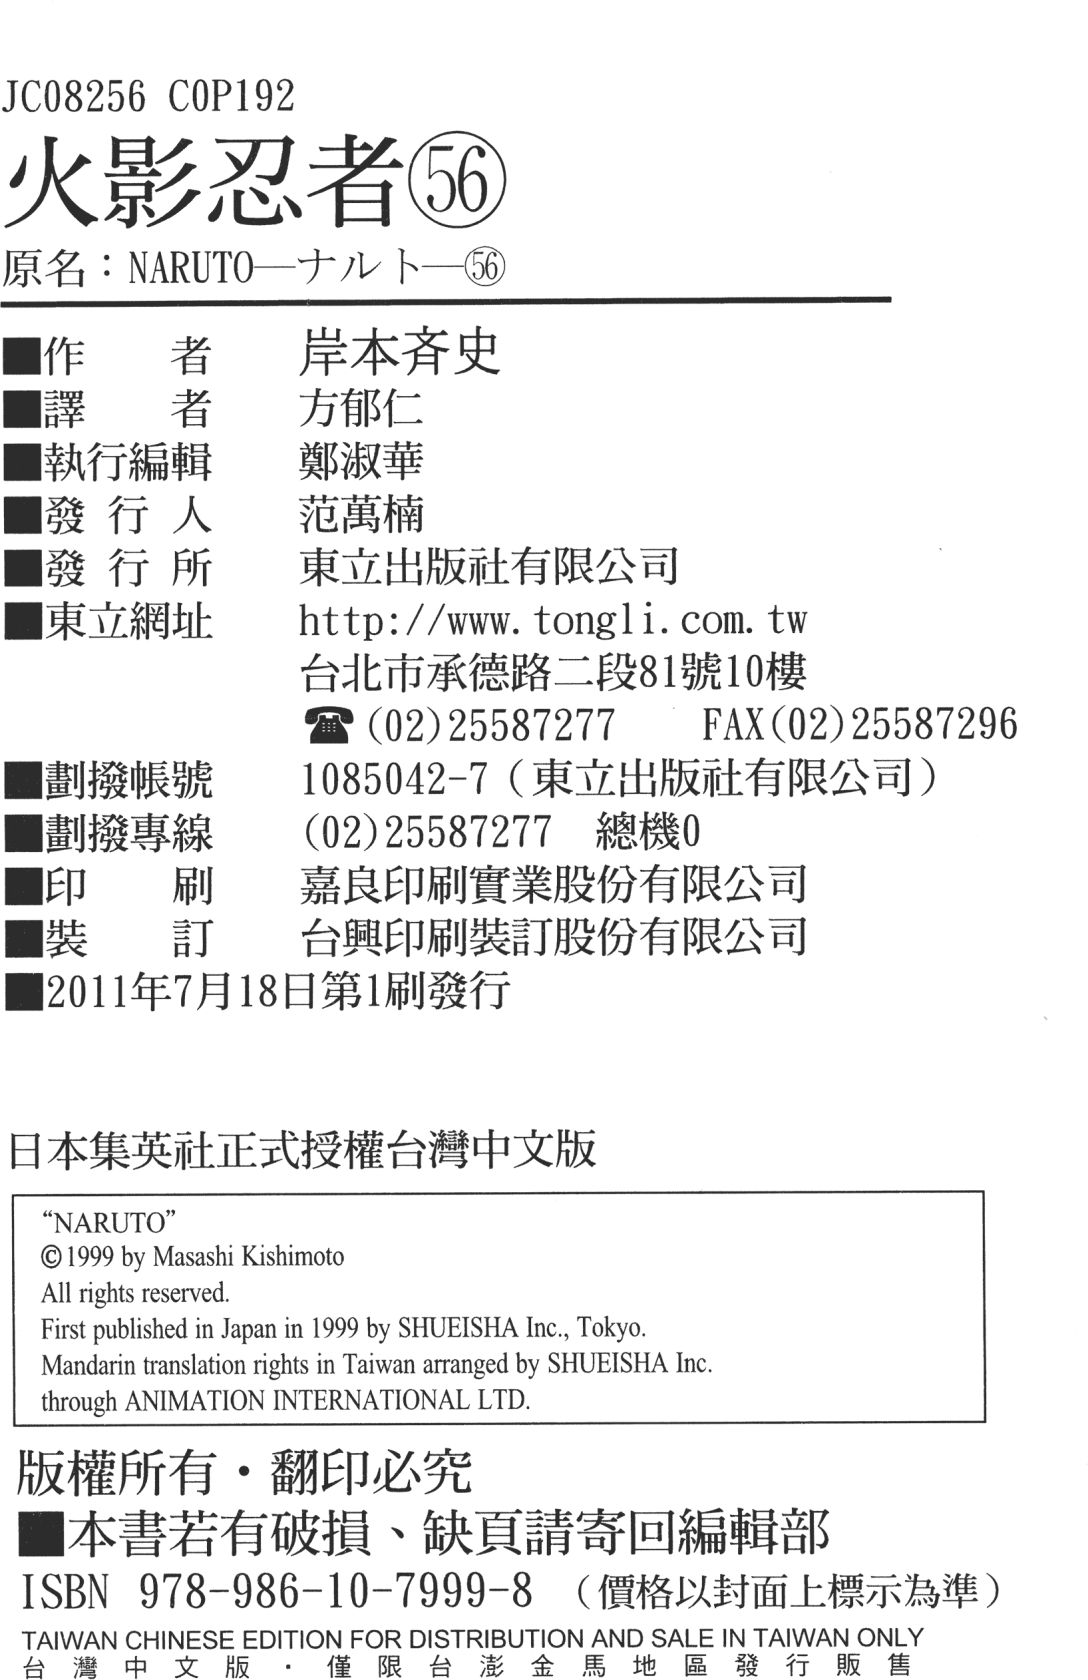 JC08256 C0P192
火影忍者56
原名：NARUTO—ナルト—56
■作　　者　岸本斉史
■譯　　者　方郁仁
■執行編輯　鄭淑華
■發 行 人　范萬楠
■發 行 所　東立出版社有限公司
■東立網址　http://www.tongli.com.tw
台北市承德路二段81號10樓
☎(02)25587277　FAX(02)25587296
■劃撥帳號　1085042-7（東立出版社有限公司）
■劃撥專線　(02)25587277　總機0
■印　　刷　嘉良印刷實業股份有限公司
■裝　　訂　台興印刷裝訂股份有限公司
■2011年7月18日第1刷發行
日本集英社正式授權台灣中文版
“NARUTO”
©1999 by Masashi Kishimoto
All rights reserved.
First published in Japan in 1999 by SHUEISHA Inc., Tokyo.
Mandarin translation rights in Taiwan arranged by SHUEISHA Inc.
through ANIMATION INTERNATIONAL LTD.
版權所有・翻印必究
■本書若有破損、缺頁請寄回編輯部
ISBN 978-986-10-7999-8 （價格以封面上標示為準）
TAIWAN CHINESE EDITION FOR DISTRIBUTION AND SALE IN TAIWAN ONLY
台灣中文版・僅限台澎金馬地區發行販售